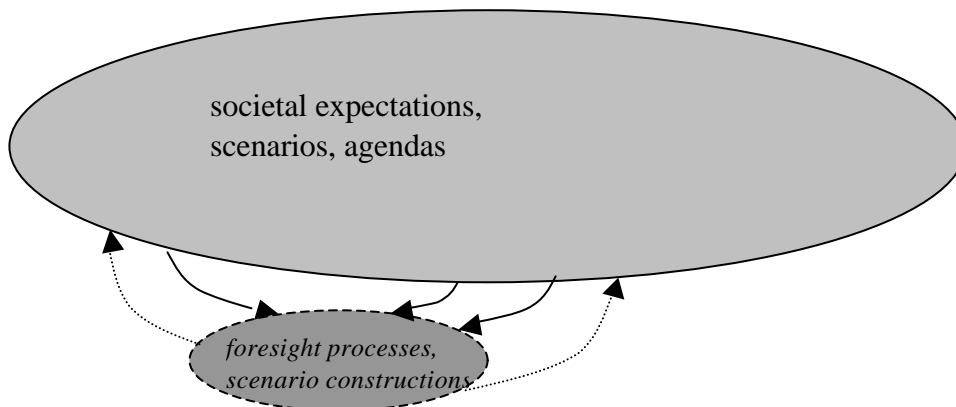 societal expectations,
scenarios, agendas
foresight processes,
scenario constructions